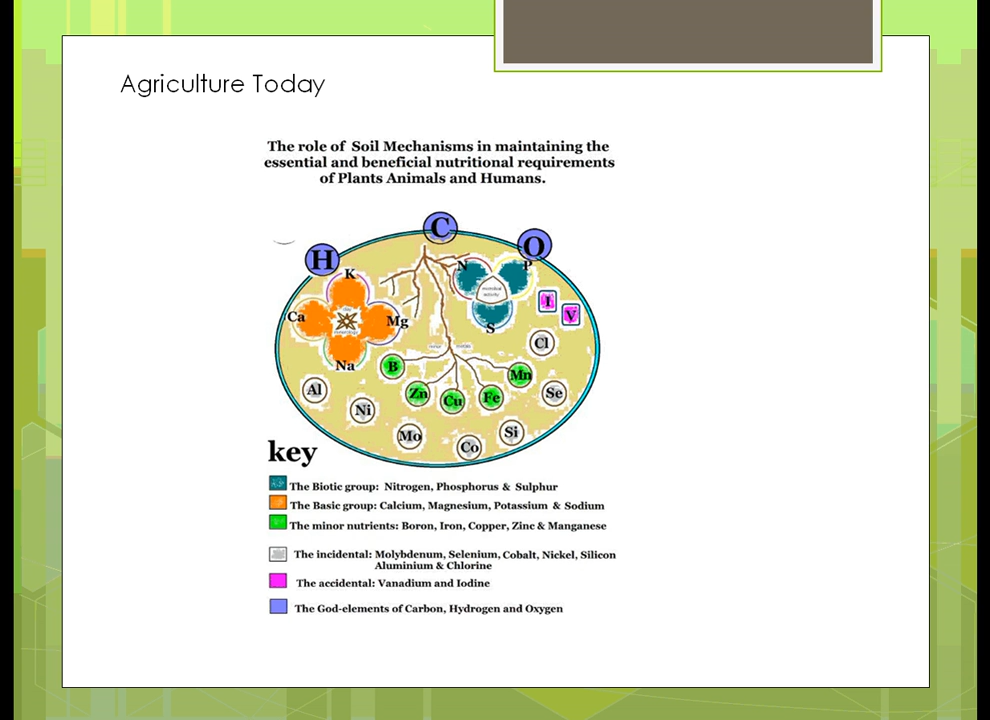 Agriculture Today
The role of Soil Mechanisms in maintaining the
essential and beneficial nutritional requirements
of Plants Animals and Humans.
C
H
O
K
N
P
Ca
Mg
I
V
S
Na
Cl
B
Mn
Al
Zn
Cu
Fe
Se
Ni
Mo
Co
Si
microbial
activity
key
The Biotic group: Nitrogen, Phosphorus & Sulphur
The Basic group: Calcium, Magnesium, Potassium & Sodium
The minor nutrients: Boron, Iron, Copper, Zinc & Manganese
The incidental: Molybdenum, Selenium, Cobalt, Nickel, Silicon
Aluminium & Chlorine
The accidental: Vanadium and Iodine
The God-elements of Carbon, Hydrogen and Oxygen